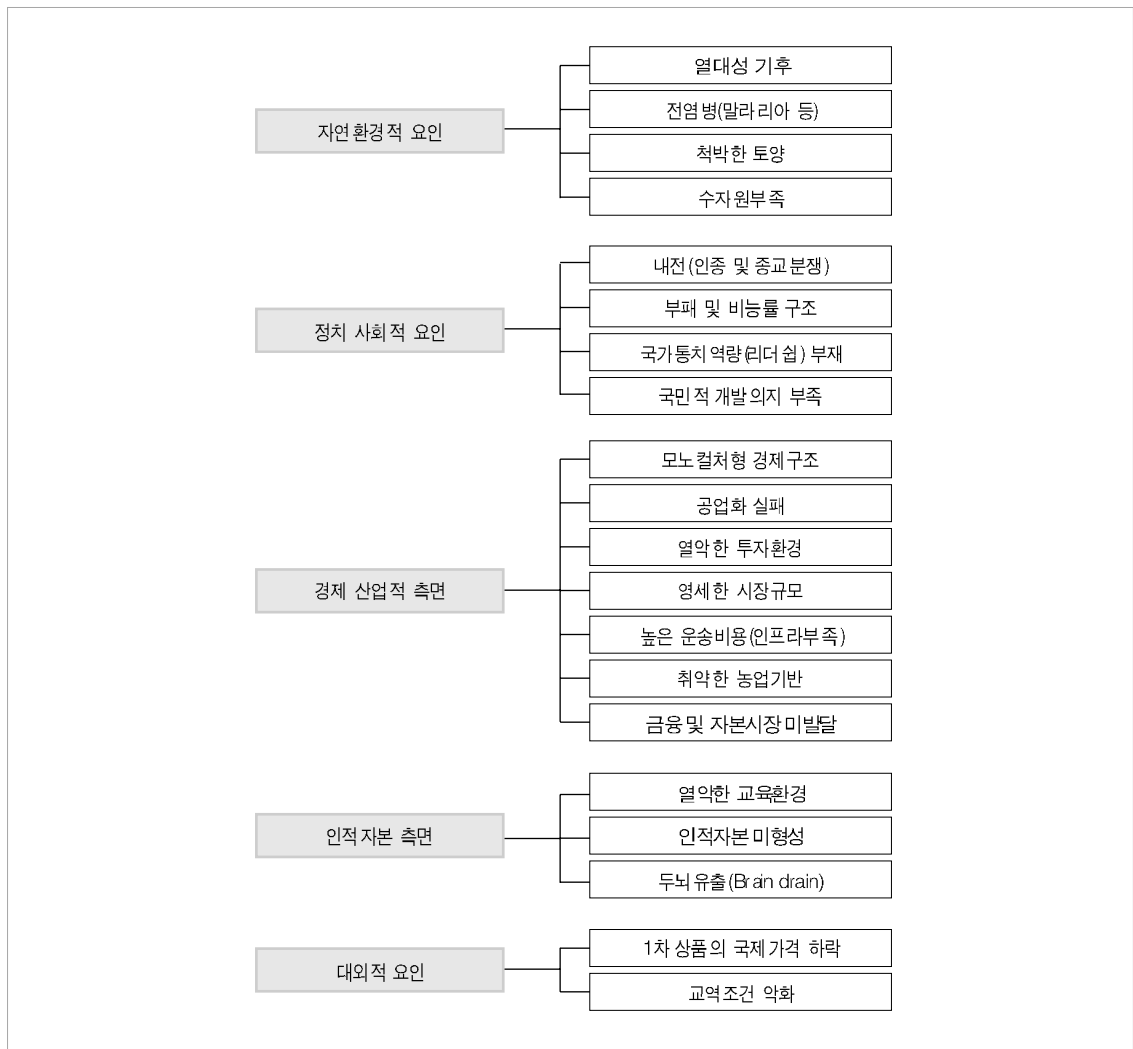 자연환경적 요인
열대성 기후
전염병(말라리아 등)
척박한 토양
수자원부족
정치 사회적 요인
내전(인종 및 종교분쟁)
부패 및 비능률 구조
국가통치역량(리더쉽) 부재
국민적 개발의지 부족
경제 산업적 측면
모노컬처형 경제구조
공업화 실패
열악한 투자환경
영세한 시장규모
높은 운송비용(인프라부족)
취약한 농업기반
금융 및 자본시장 미발달
인적자본 측면
열악한 교육환경
인적자본 미형성
두뇌유출(Brain drain)
대외적 요인
1차 상품의 국제가격 하락
교역조건 악화